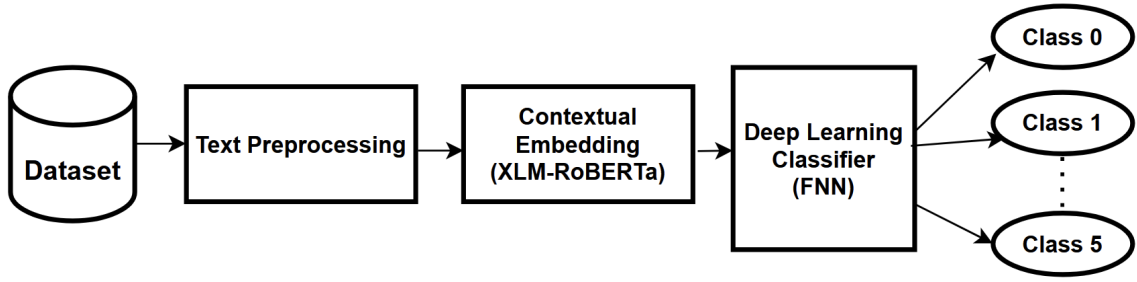 Dataset
Text Preprocessing
Contextual
Embedding
(XLM-RoBERTa)
Deep Learning
Classifier
(FNN)
Class 0
Class 1
Class 5